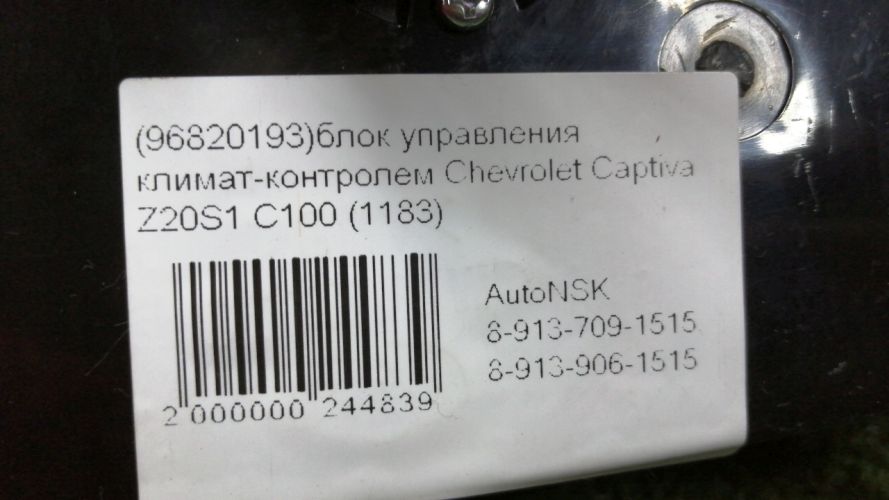 (96820193)блок управления
климат-контролем Chevrolet Captiva
Z20S1 C100 (1183)
AutoNSK
8-913-709-1515
8-913-906-1515
2 000000 244839